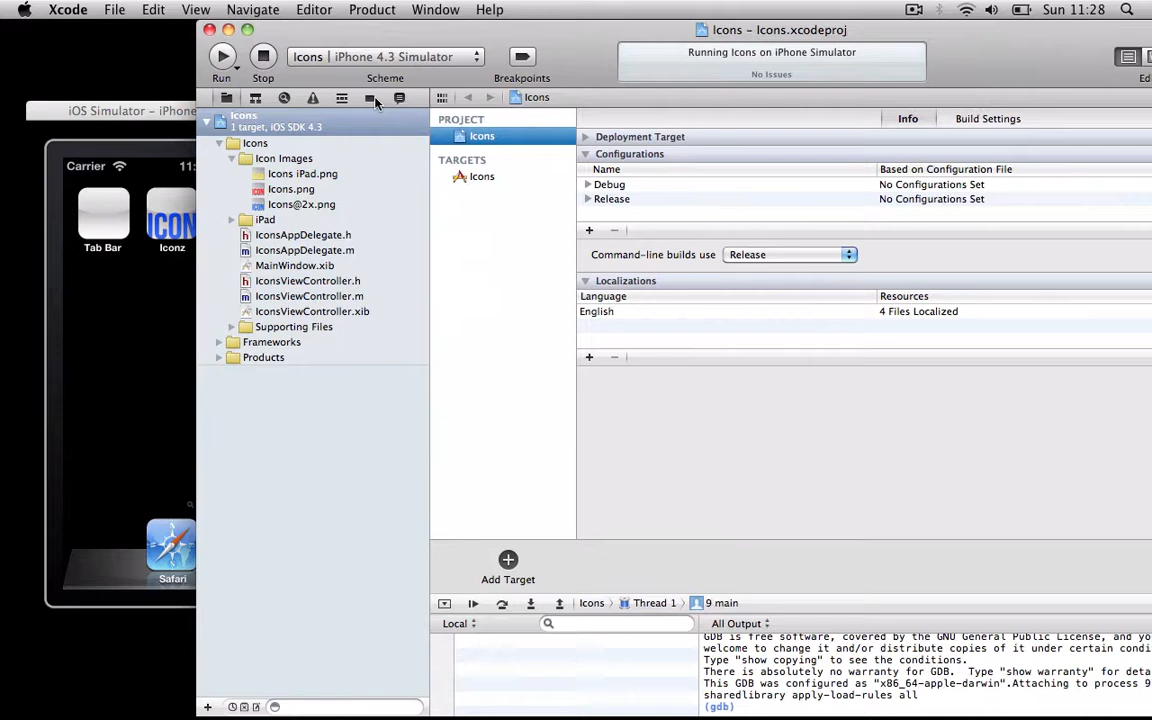 Xcode File Edit View Navigate Editor Product Window Help Sun 11:28
Icons – Icons.xcodeproj
Icons | iPhone 4.3 Simulator
Running Icons on iPhone Simulator
No Issues
Run Stop Scheme Breakpoints Ed
iOS Simulator – iPhone
Icons
Icons
1 target, iOS SDK 4.3
PROJECT
Info Build Settings
Icons
Deployment Target
Icons
Configurations
Icon Images
TARGETS
Name Based on Configuration File
Carrier 11:
Icons iPad.png
Icons
Debug No Configurations Set
Icons.png
Release No Configurations Set
Icons@2x.png
ICON
iPad
IconsAppDelegate.h
Tab Bar Iconz
IconsAppDelegate.m
Command-line builds use Release
MainWindow.xib
IconsViewController.h
Localizations
IconsViewController.m
Language Resources
IconsViewController.xib
English 4 Files Localized
Supporting Files
Frameworks
Products
Safari
Add Target
Icons Thread 1 9 main
Local All Output
GDB is free software, covered by the GNU General Public License, and yo
welcome to change it and/or distribute copies of it under certain condi
Type "show copying" to see the conditions.
There is absolutely no warranty for GDB. Type "show warranty" for de
This GDB was configured as "x86_64-apple-darwin".Attaching to process 9
sharedlibrary apply-load-rules all
(gdb)